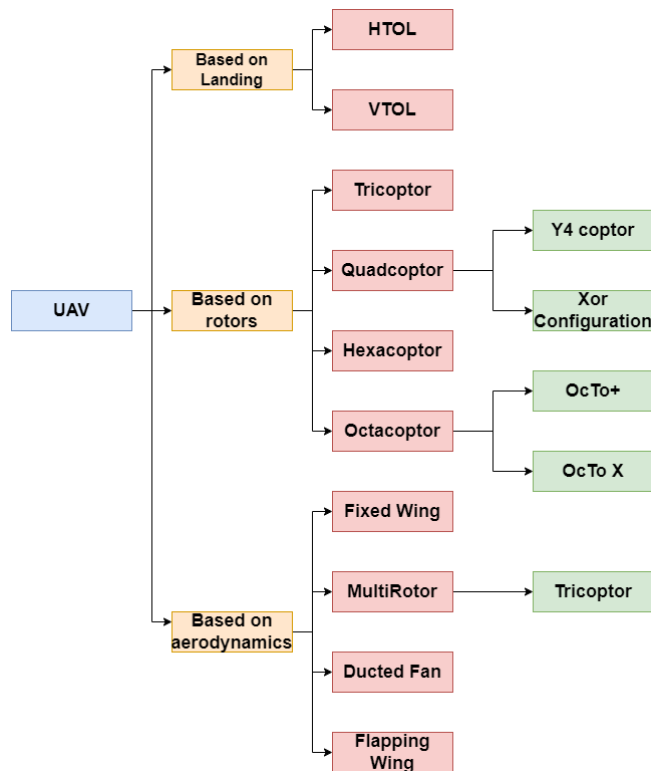 HTOL
Based on
Landing
VTOL
Tricoptor
Y4 coptor
Quadcoptor
UAV
Based on
rotors
Xor
Configuration
Hexacoptor
OcTo+
Octacoptor
OcTo X
Fixed Wing
MultiRotor
Tricoptor
Based on
aerodynamics
Ducted Fan
Flapping
Wing